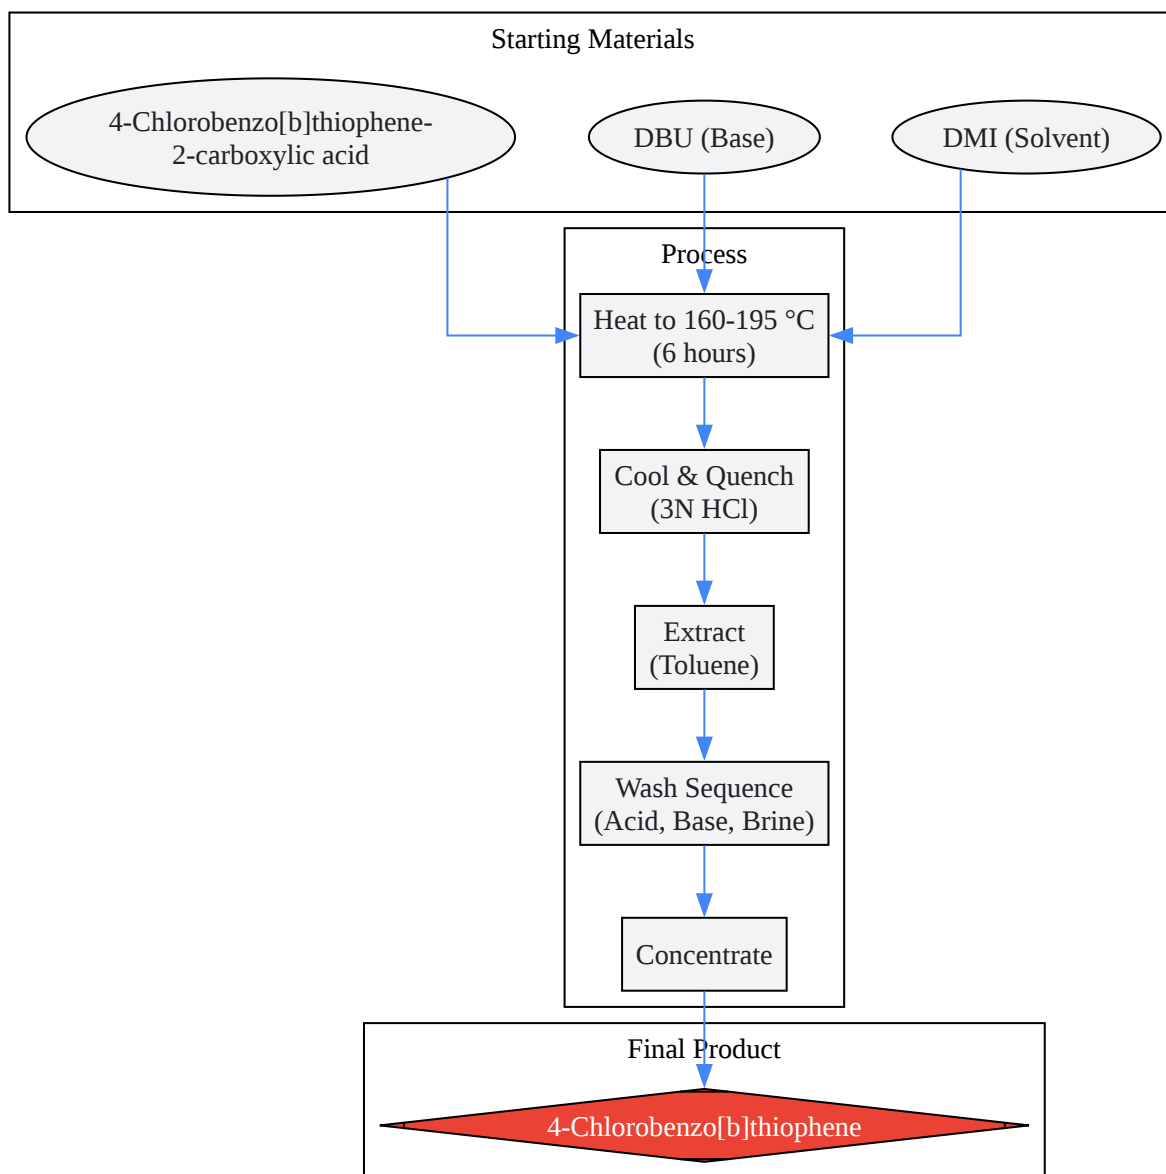 Starting Materials
4-Chlorobenzo[b]thiophene-
2-carboxylic acid
DBU (Base)
DMI (Solvent)
Process
Heat to 160-195 °C
(6 hours)
Cool & Quench
(3N HCl)
Extract
(Toluene)
Wash Sequence
(Acid, Base, Brine)
Concentrate
Final Product
4-Chlorobenzo[b]thiophene